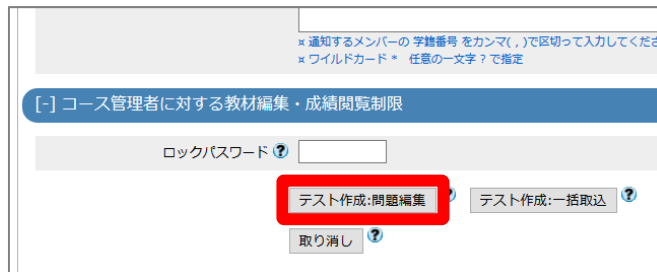 ※ 通知するメンバーの 学籍番号 をカンマ( , )で区切って入力してくださ
※ ワイルドカード * 任意の一文字 ? で指定
[-] コース管理者に対する教材編集・成績閲覧制限
ロックパスワード ?
テスト作成:問題編集 ? テスト作成:一括取込 ?
取り消し ?